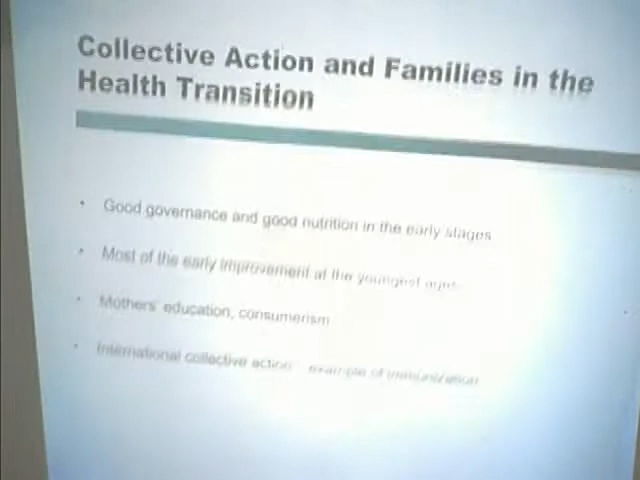 Collective Action and Families in the
Health Transition
• Good governance and good nutrition in the early stages
• Most of the early improvement at the youngest ages
• Mothers' education, consumerism
• International collective action example of immunization